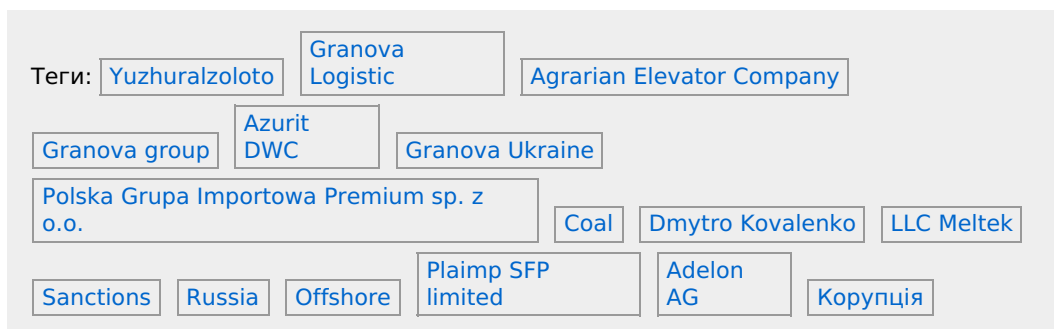 Теги: Yuzhuralzoloto Granova Logistic Agrarian Elevator Company
Granova group Azurit DWC Granova Ukraine
Polska Grupa Importowa Premium sp. z o.o. Coal Dmytro Kovalenko LLC Meltek
Sanctions Russia Offshore Plaimp SFP limited Adelon AG Корупція